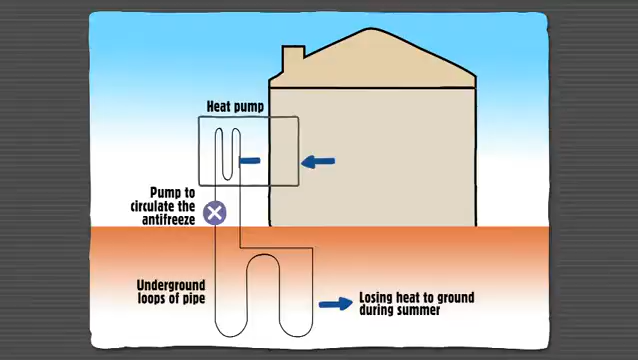 Heat pump
Pump to
circulate the
antifreeze
Underground
loops of pipe
Losing heat to ground
during summer